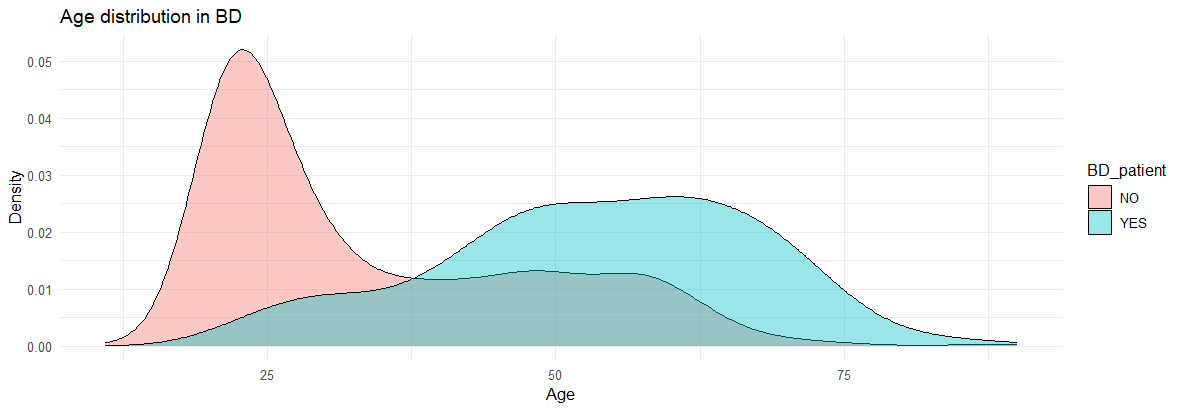 Age distribution in BD
0.05
0.04
0.03
0.02
0.01
0.00
Density
25
50
75
Age
BD_patient
NO
YES